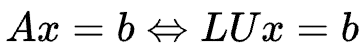 Ax = b ⇔ LUx = b